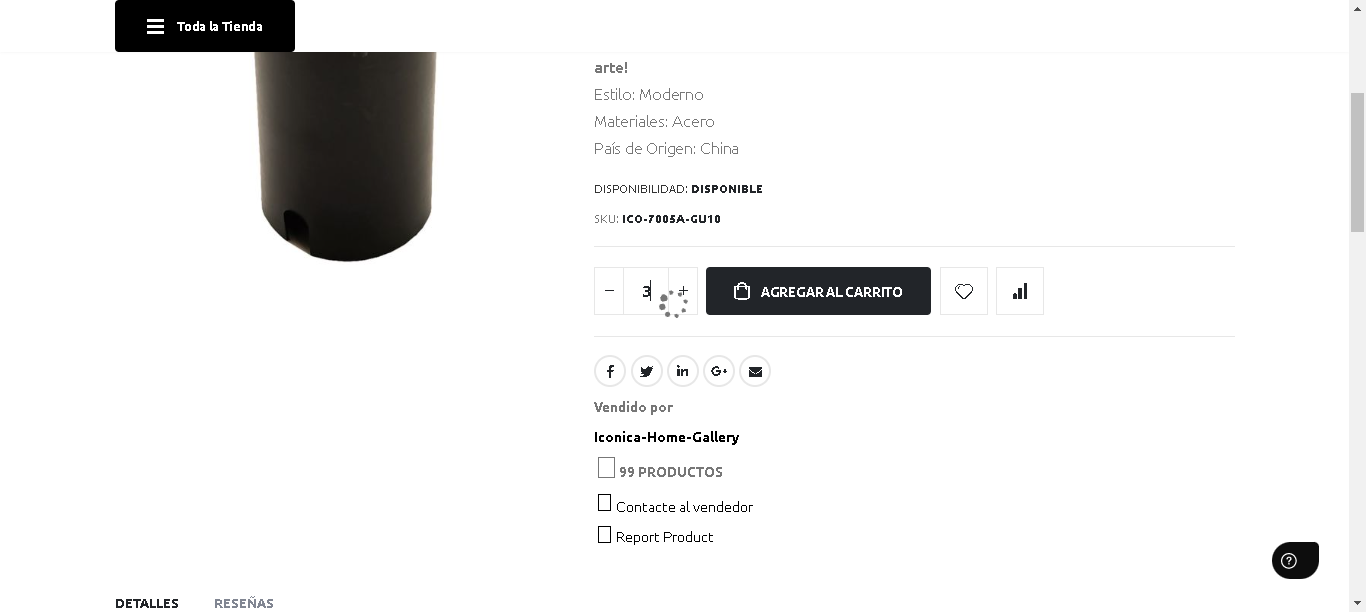 Toda la Tienda
arte!
Estilo: Moderno
Materiales: Acero
País de Origen: China
DISPONIBILIDAD: DISPONIBLE
SKU: ICO-7005A-GU10
− 3 + AGREGAR AL CARRITO
Vendido por
Iconica-Home-Gallery
99 PRODUCTOS
Contacte al vendedor
Report Product
DETALLES RESEÑAS